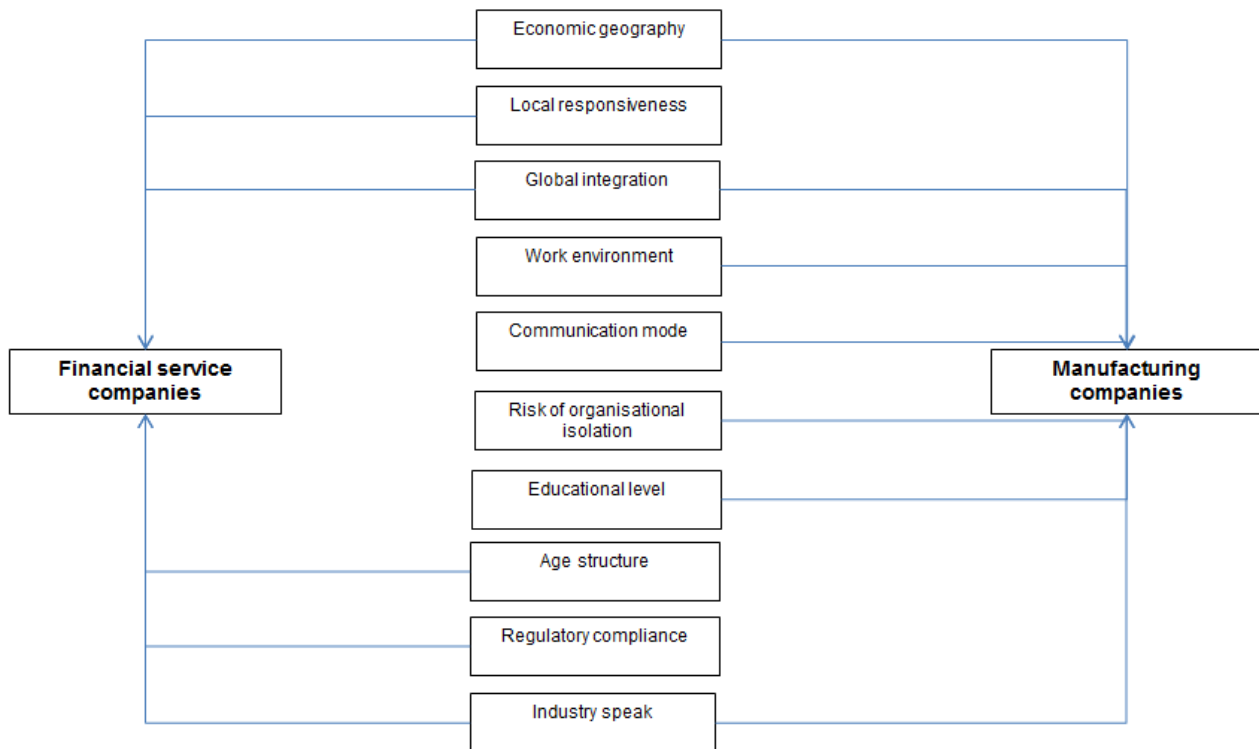 Economic geography
Local responsiveness
Global integration
Work environment
Communication mode
Financial service
companies
Manufacturing
companies
Risk of organisational
isolation
Educational level
Age structure
Regulatory compliance
Industry speak